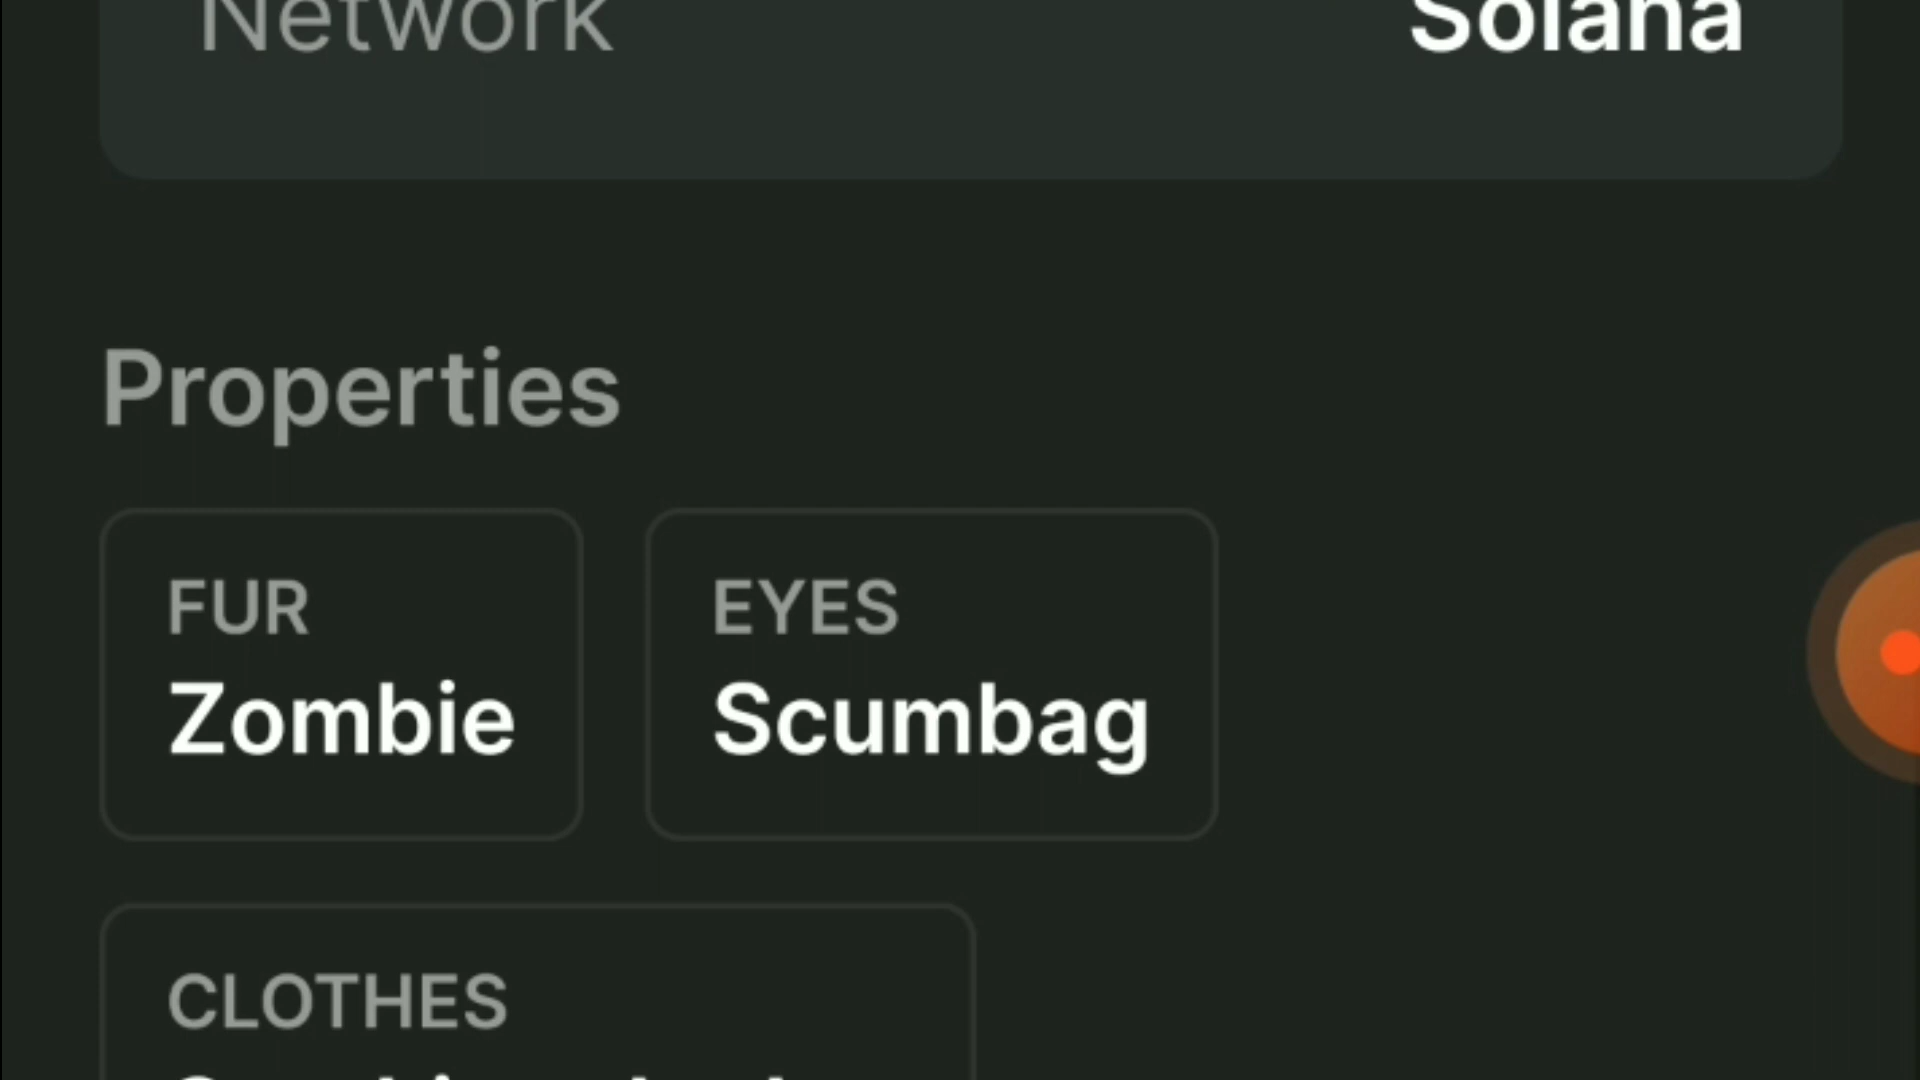 Network Solana
Properties
FUR EYES
Zombie Scumbag
CLOTHES